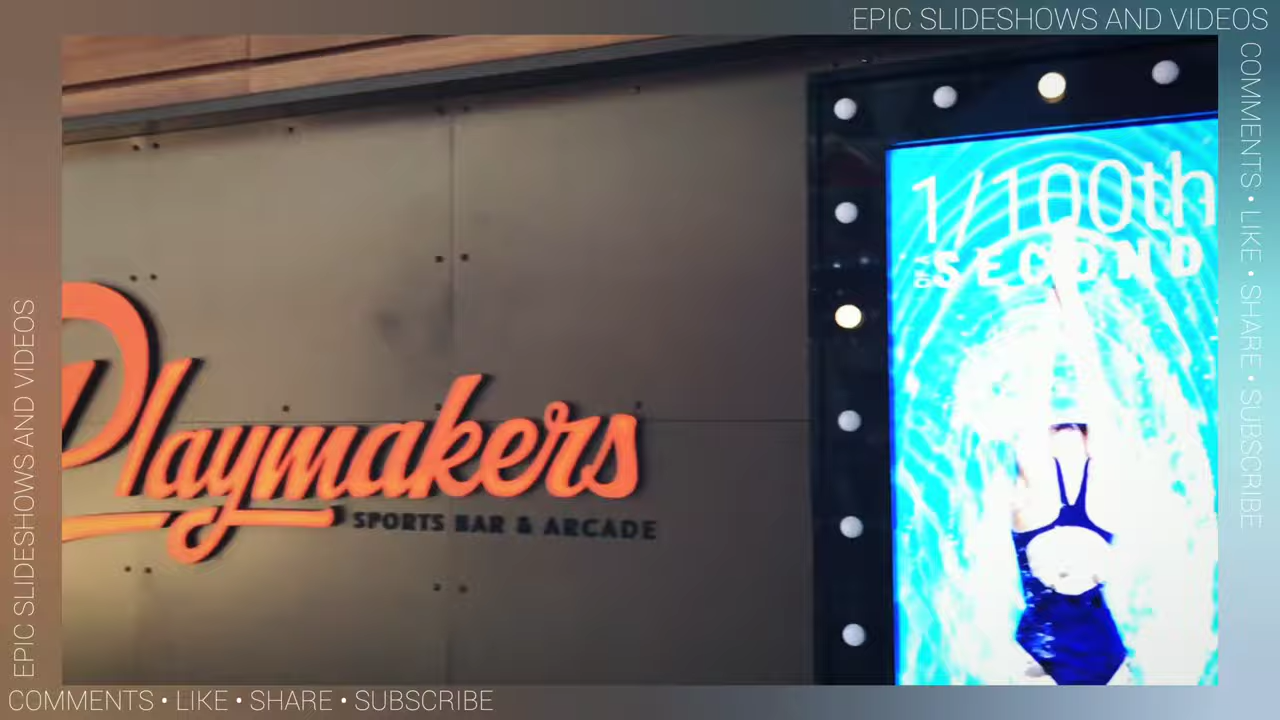 EPIC SLIDESHOWS AND VIDEOS
COMMENTS • LIKE • SHARE • SUBSCRIBE
1/100th
SECOND
Playmakers
SPORTS BAR & ARCADE
EPIC SLIDESHOWS AND VIDEOS
COMMENTS • LIKE • SHARE • SUBSCRIBE